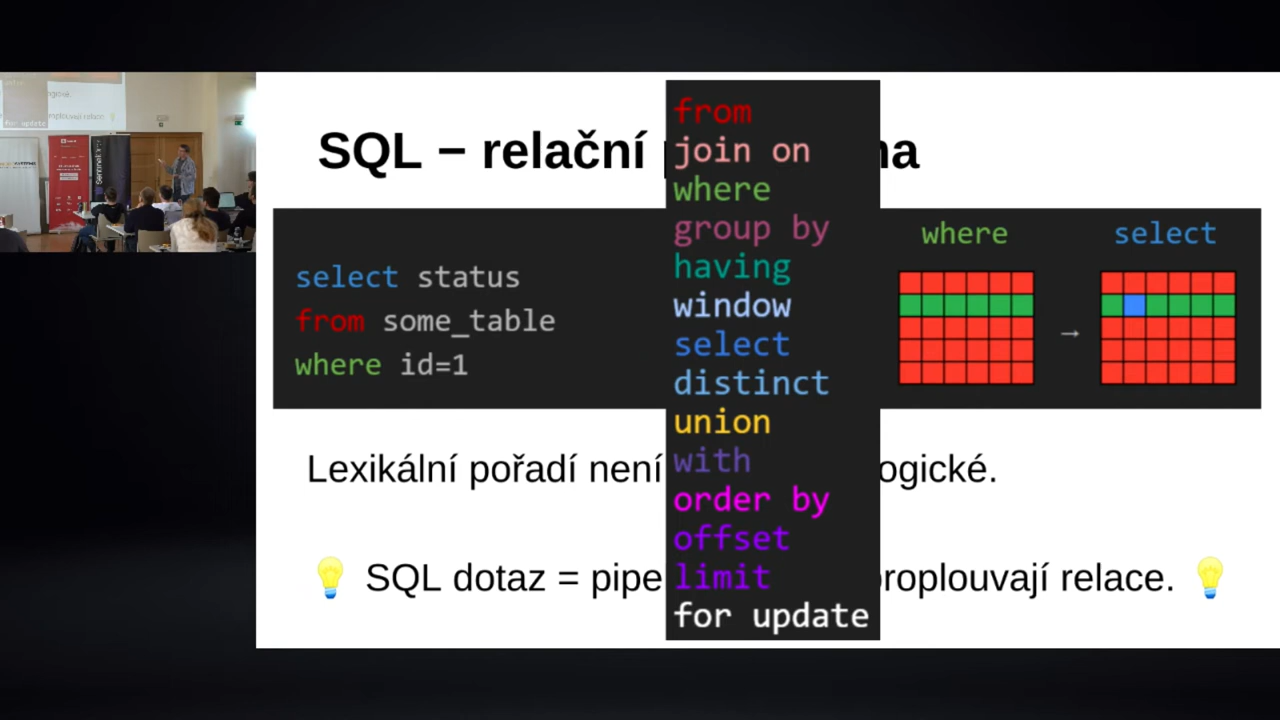 SQL – relační
na
from
join on
where
group by
having
window
select
distinct
union
with
order by
offset
limit
for update
select status
from some_table
where id=1
where
select
→
Lexikální pořadí není
ogické.
SQL dotaz = pipe
proplouvají relace.
for update